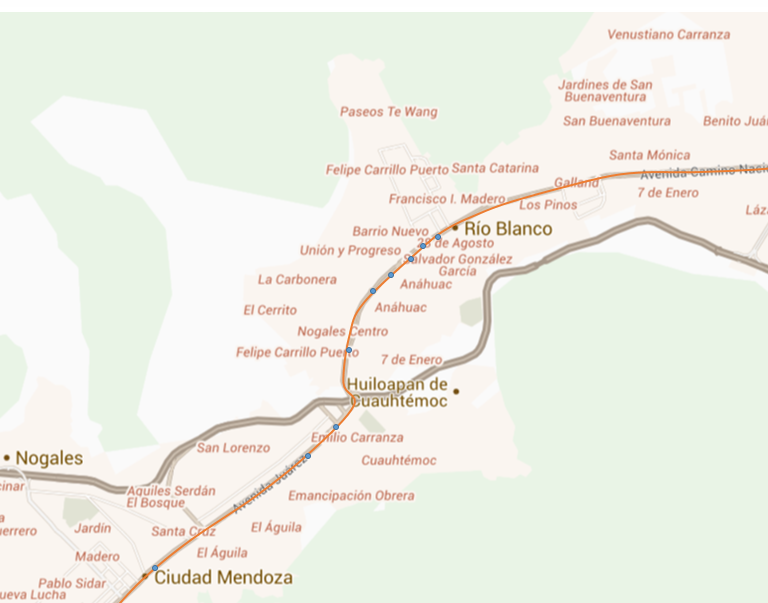 Venustiano Carranza
Jardines de San
Buenaventura
Paseos Te Wang
San Buenaventura
Benito Juá
Santa Mónica
Felipe Carrillo Puerto
Santa Catarina
Avenida Camino Naci
Galland
7 de Enero
Francisco I. Madero
Los Pinos
Láz
Barrio Nuevo
Río Blanco
28 de Agosto
Unión y Progreso
Salvador González
García
La Carbonera
Anáhuac
El Cerrito
Anáhuac
Nogales Centro
Felipe Carrillo Puerto
7 de Enero
Huiloapan de
Cuauhtémoc
Emilio Carranza
San Lorenzo
Nogales
Cuauhtémoc
Avenida Juárez
cinar
Aquiles Serdán
El Bosque
Emancipación Obrera
a
uerrero
Jardín
Santa Cruz
El Águila
Madero
El Águila
Ciudad Mendoza
Pablo Sidar
ueva Lucha